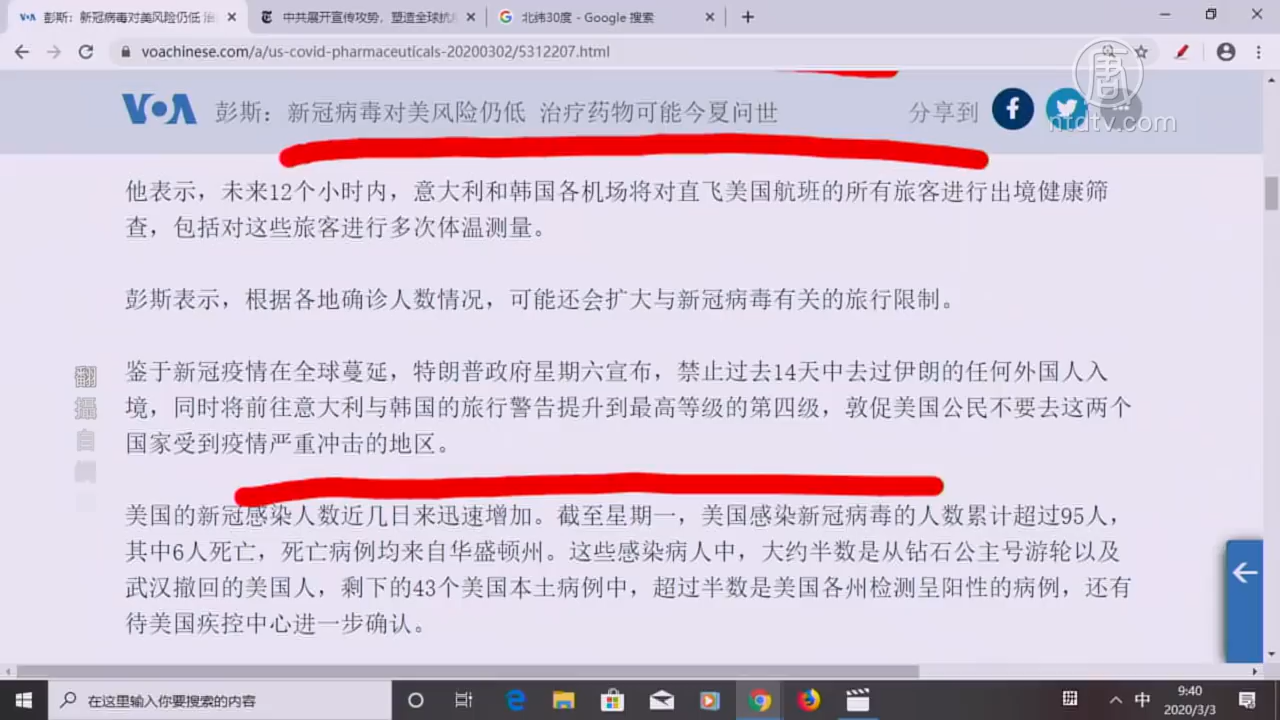 彭斯：新冠病毒对美风险仍低 治
中共展开宣传攻势，塑造全球抗
北纬30度 - Google 搜索
voachinese.com/a/us-covid-pharmaceuticals-20200302/5312207.html
VOA 彭斯：新冠病毒对美风险仍低 治疗药物可能今夏问世 分享到
唐
ntdtv.com
他表示，未来12个小时内，意大利和韩国各机场将对直飞美国航班的所有旅客进行出境健康筛
查，包括对这些旅客进行多次体温测量。
彭斯表示，根据各地确诊人数情况，可能还会扩大与新冠病毒有关的旅行限制。
鉴于新冠疫情在全球蔓延，特朗普政府星期六宣布，禁止过去14天中去过伊朗的任何外国人入
境，同时将前往意大利与韩国的旅行警告提升到最高等级的第四级，敦促美国公民不要去这两个
国家受到疫情严重冲击的地区。
翻
攝
自
網
美国的新冠感染人数近几日来迅速增加。截至星期一，美国感染新冠病毒的人数累计超过95人，
其中6人死亡，死亡病例均来自华盛顿州。这些感染病人中，大约半数是从钻石公主号游轮以及
武汉撤回的美国人，剩下的43个美国本土病例中，超过半数是美国各州检测呈阳性的病例，还有
待美国疾控中心进一步确认。
在这里输入你要搜索的内容
中
9:40
2020/3/3